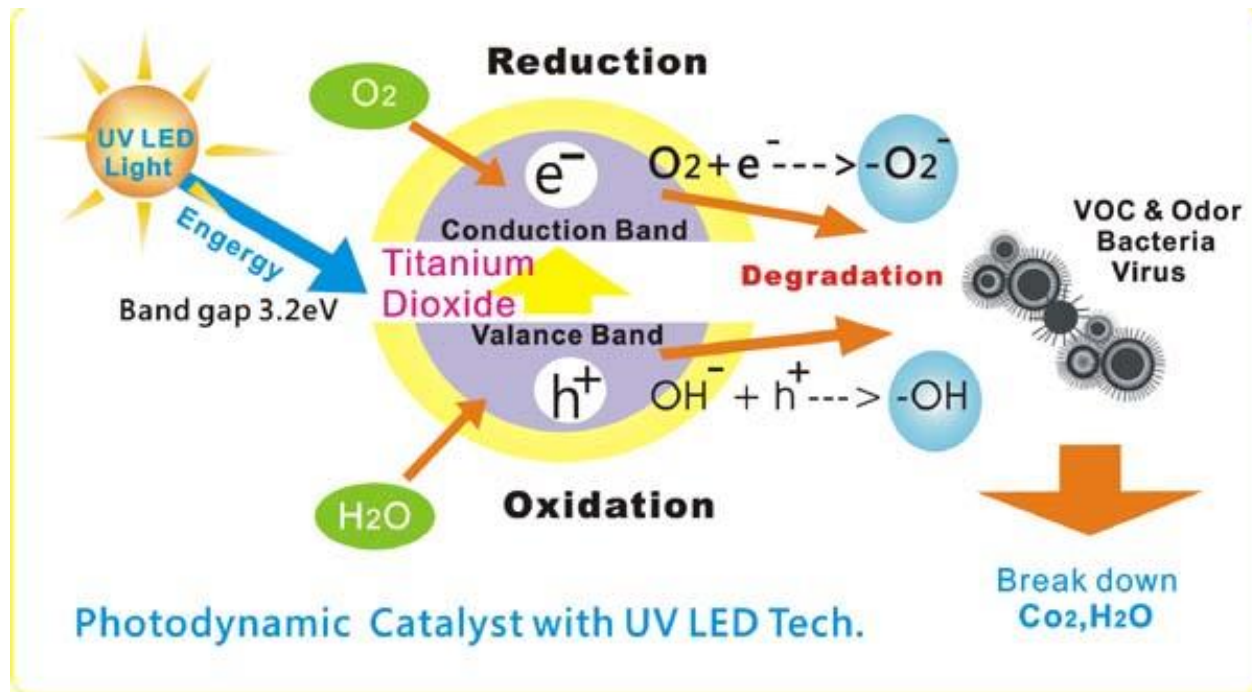 Reduction
O2
UV LED
Light
Engergy
Band gap 3.2eV
e-
O2+e- ---> -O2-
Conduction Band
Titanium
Dioxide
Valance Band
h+
OH- + h+ ---> -OH
Degradation
VOC & Odor
Bacteria
Virus
H2O
Oxidation
Break down
Co2,H2O
Photodynamic Catalyst with UV LED Tech.